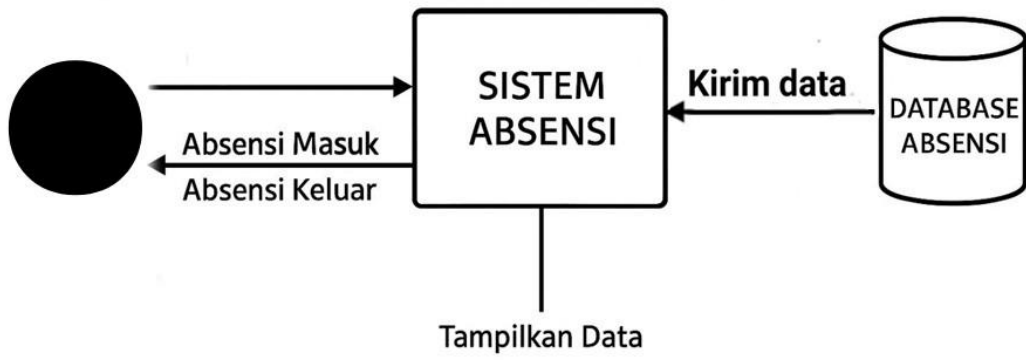 SISTEM
ABSENSI
Kirim data
DATABASE
ABSENSI
Absensi Masuk
Absensi Keluar
Tampilkan Data